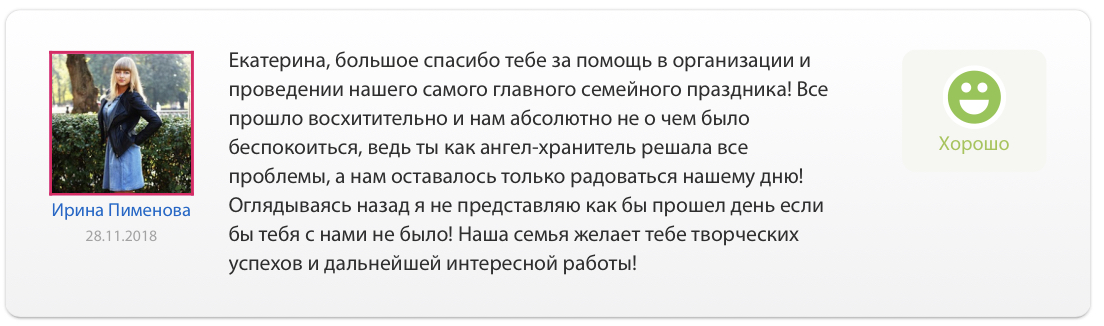 Екатерина, большое спасибо тебе за помощь в организации и
проведении нашего самого главного семейного праздника! Все
прошло восхитительно и нам абсолютно не о чем было
беспокоиться, ведь ты как ангел-хранитель решала все
проблемы, а нам оставалось только радоваться нашему дню!
Оглядываясь назад я не представляю как бы прошел день если
бы тебя с нами не было! Наша семья желает тебе творческих
успехов и дальнейшей интересной работы!
Ирина Пименова
28.11.2018
Хорошо